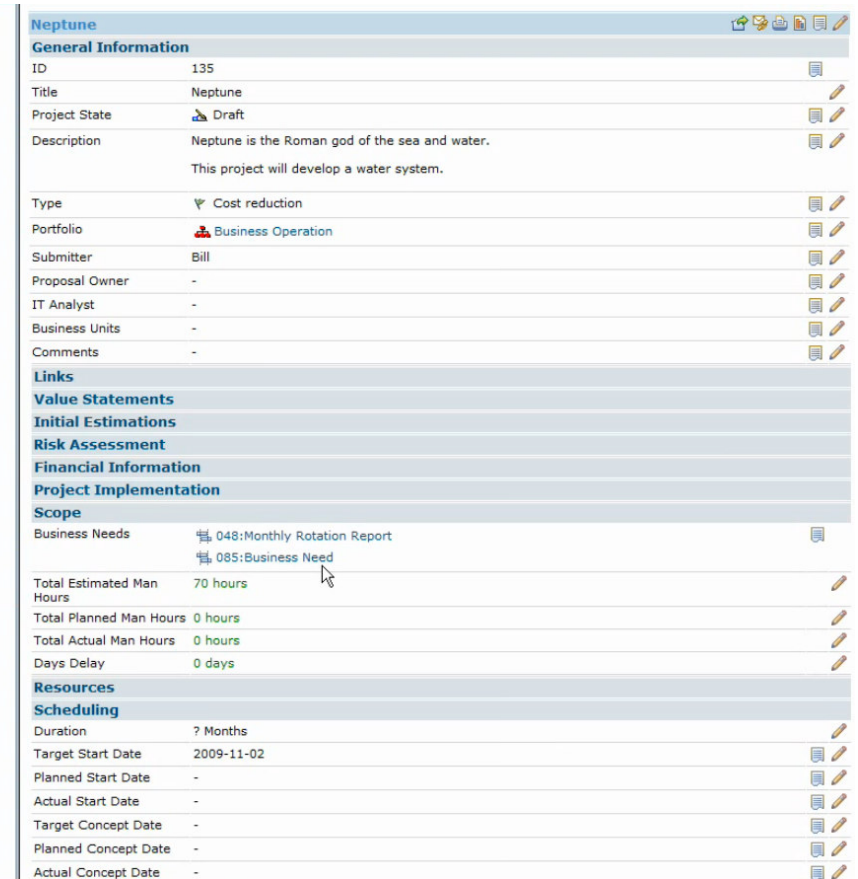 Neptune
General Information
ID 135
Title Neptune
Project State Draft
Description Neptune is the Roman god of the sea and water.
This project will develop a water system.
Type Cost reduction
Portfolio Business Operation
Submitter Bill
Proposal Owner -
IT Analyst -
Business Units -
Comments -
Links
Value Statements
Initial Estimations
Risk Assessment
Financial Information
Project Implementation
Scope
Business Needs 048:Monthly Rotation Report
085:Business Need
Total Estimated Man 70 hours
Hours
Total Planned Man Hours 0 hours
Total Actual Man Hours 0 hours
Days Delay 0 days
Resources
Scheduling
Duration ? Months
Target Start Date 2009-11-02
Planned Start Date -
Actual Start Date -
Target Concept Date -
Planned Concept Date -
Actual Concept Date -